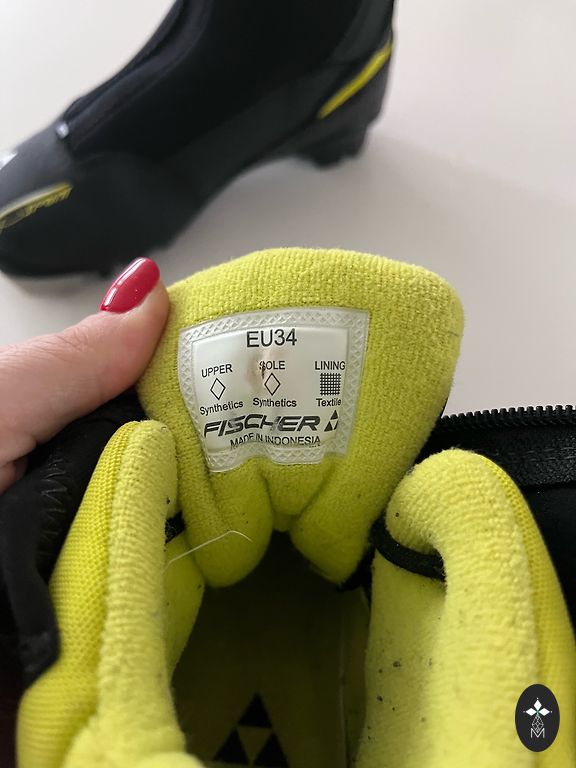 EU34
UPPER SOLE LINING
Synthetics Synthetics Textile
FISCHER
MADE IN INDONESIA
M